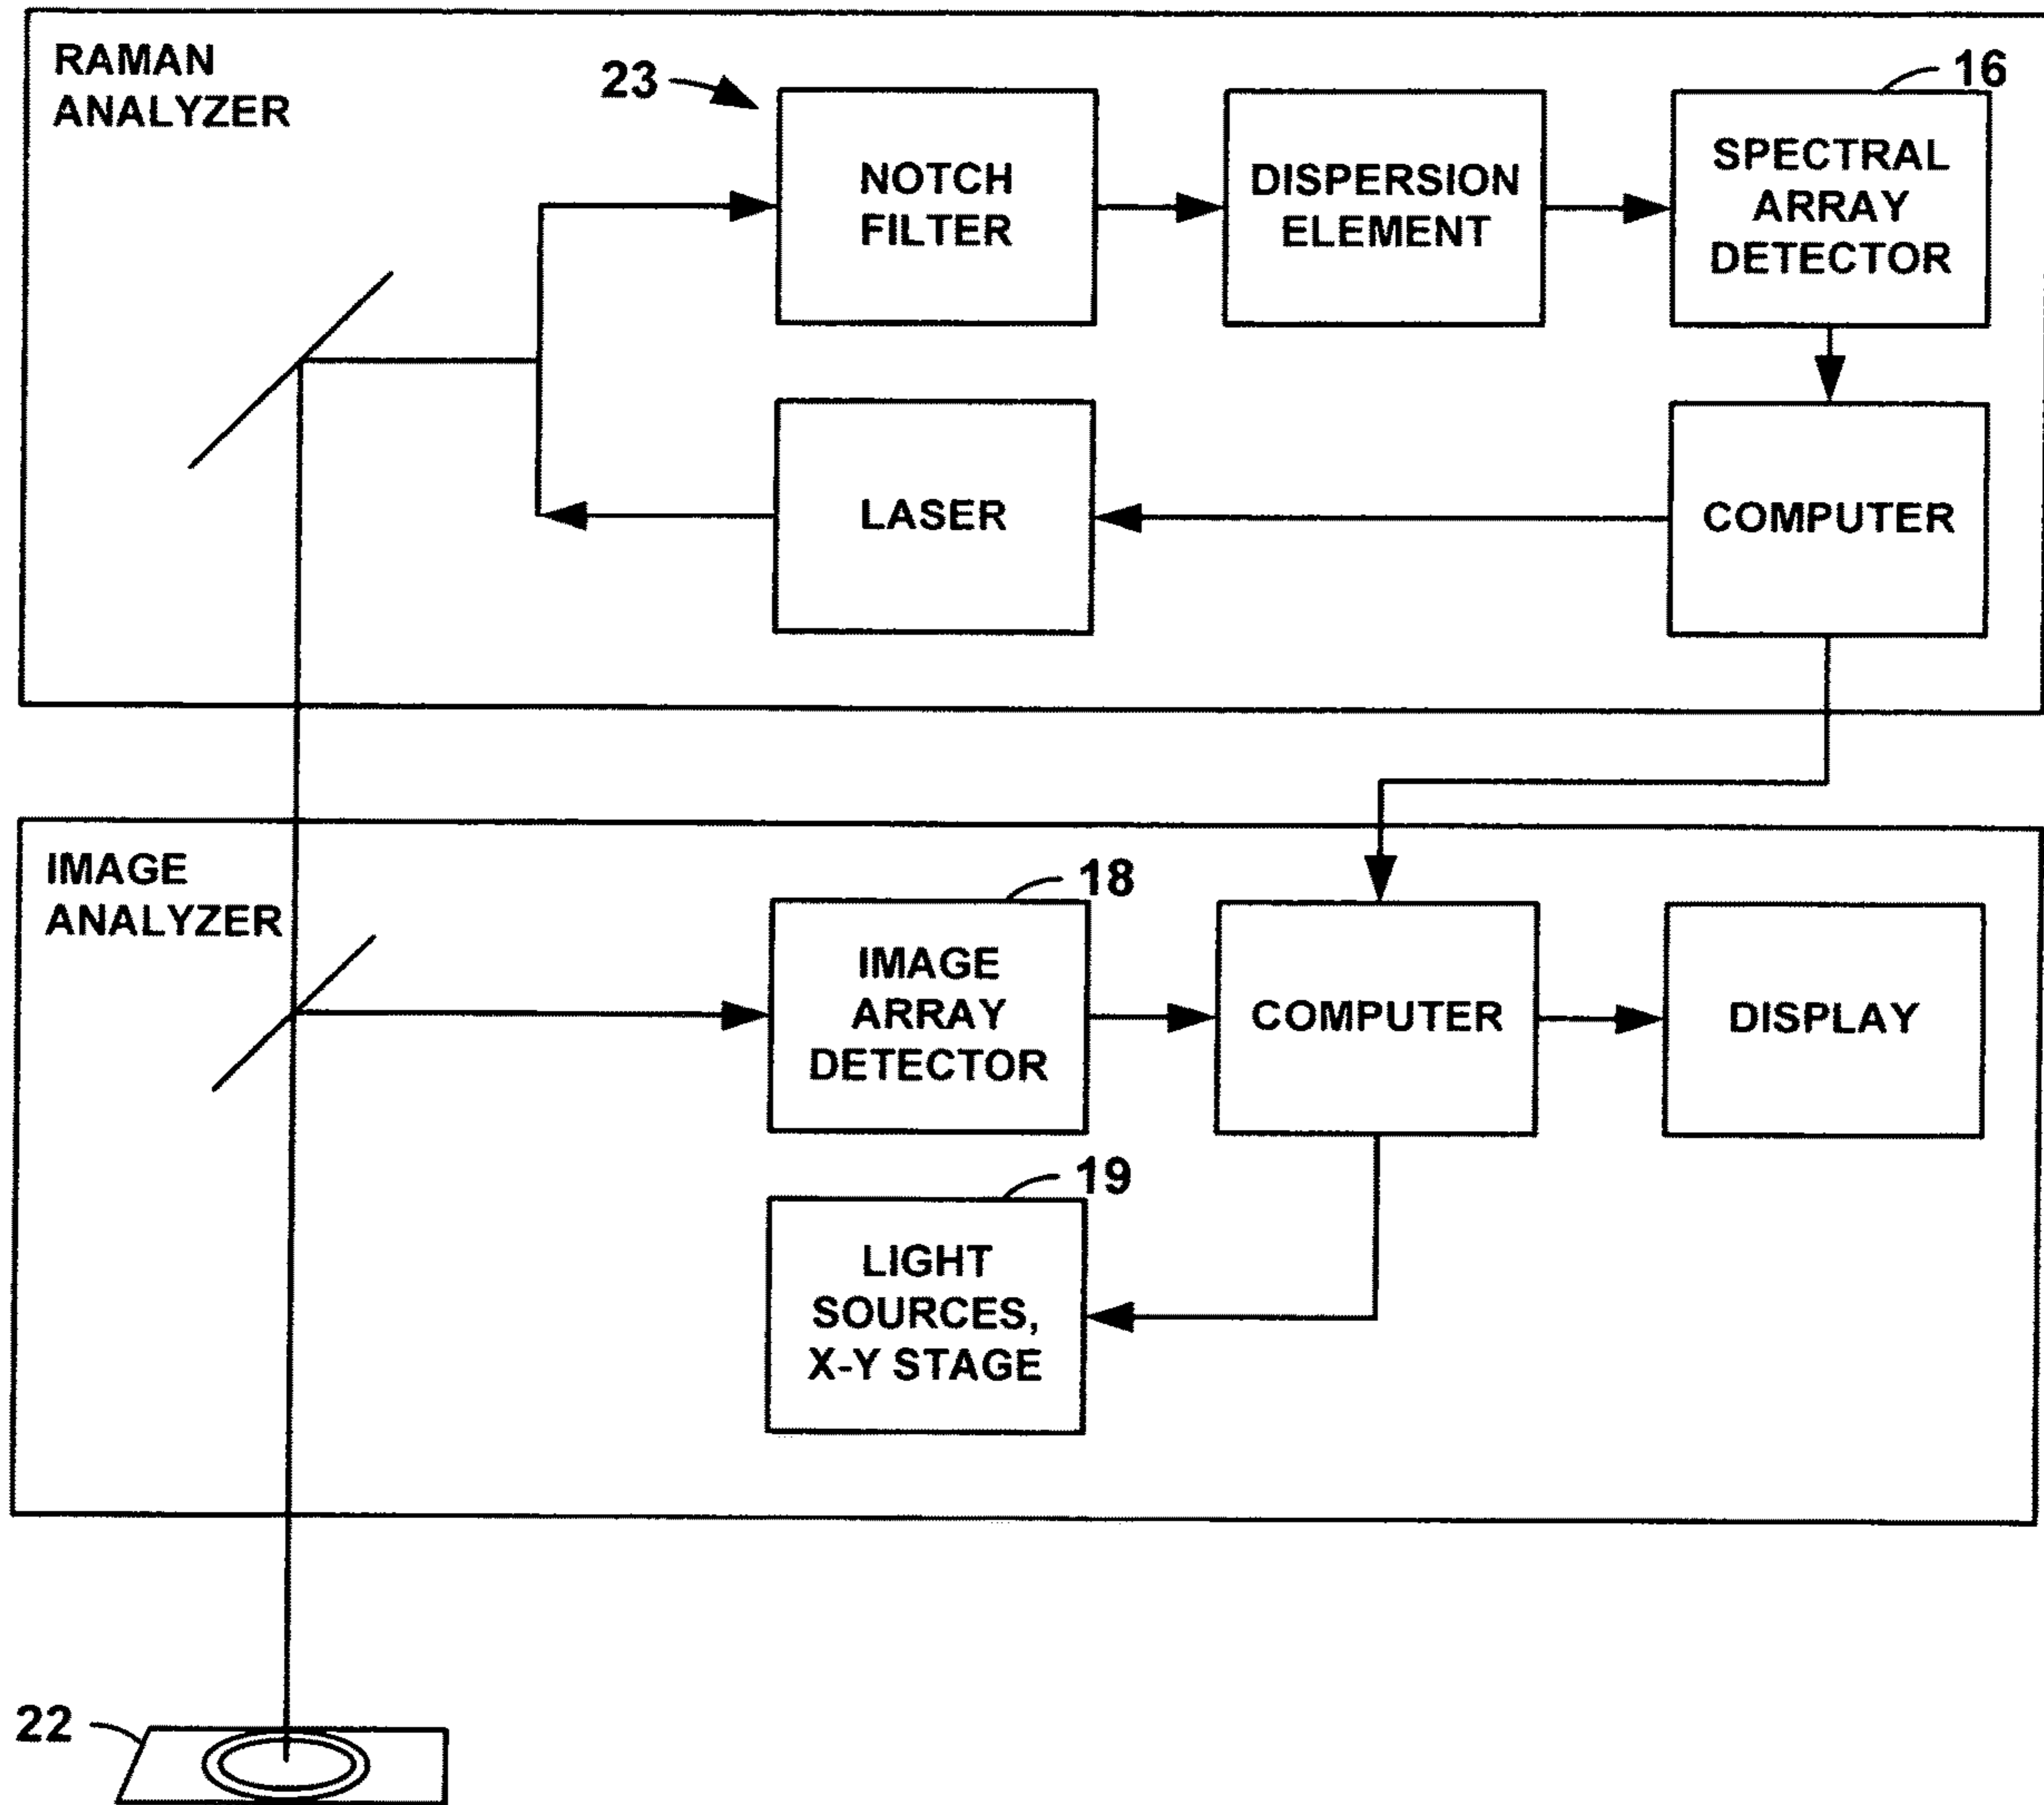 RAMAN
ANALYZER
23
NOTCH
FILTER
DISPERSION
ELEMENT
16
SPECTRAL
ARRAY
DETECTOR
LASER
COMPUTER
IMAGE
ANALYZER
18
IMAGE
ARRAY
DETECTOR
COMPUTER
DISPLAY
19
LIGHT
SOURCES,
X-Y STAGE
22